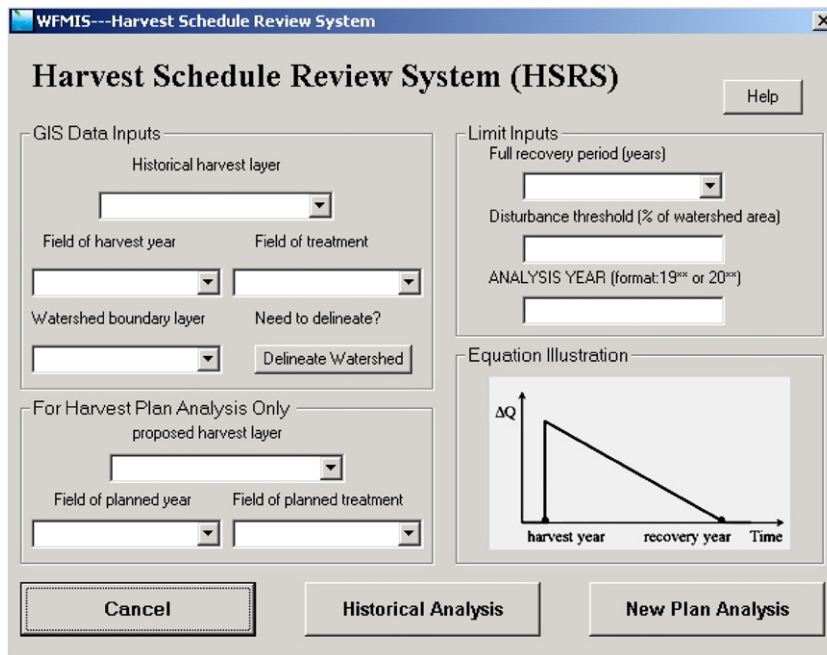 WFMIS---Harvest Schedule Review System
Harvest Schedule Review System (HSRS)
Help
GIS Data Inputs
Historical harvest layer
Field of harvest year
Field of treatment
Watershed boundary layer
Need to delineate?
Delineate Watershed
For Harvest Plan Analysis Only
proposed harvest layer
Field of planned year
Field of planned treatment
Limit Inputs
Full recovery period (years)
Disturbance threshold (% of watershed area)
ANALYSIS YEAR (format:19** or 20**)
Equation Illustration
ΔQ
harvest year
recovery year
Time
Cancel
Historical Analysis
New Plan Analysis